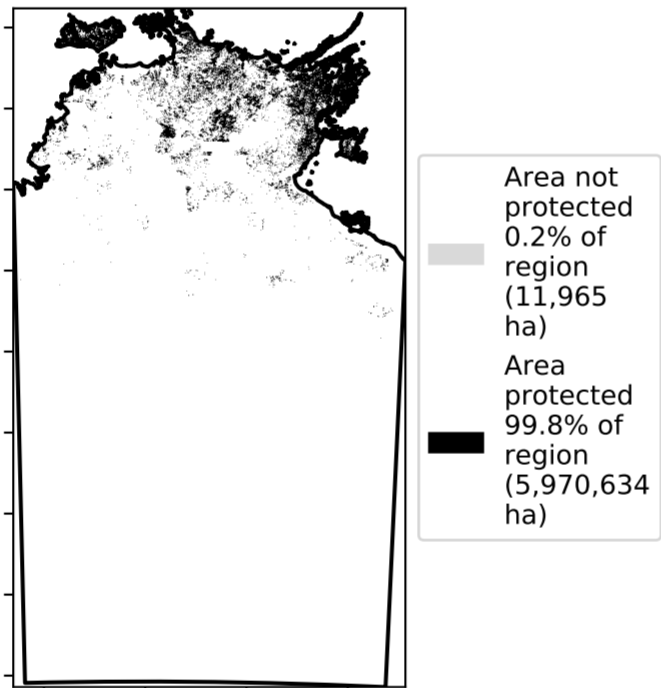 Area not
protected
0.2% of
region
(11,965
ha)
Area
protected
99.8% of
region
(5,970,634
ha)